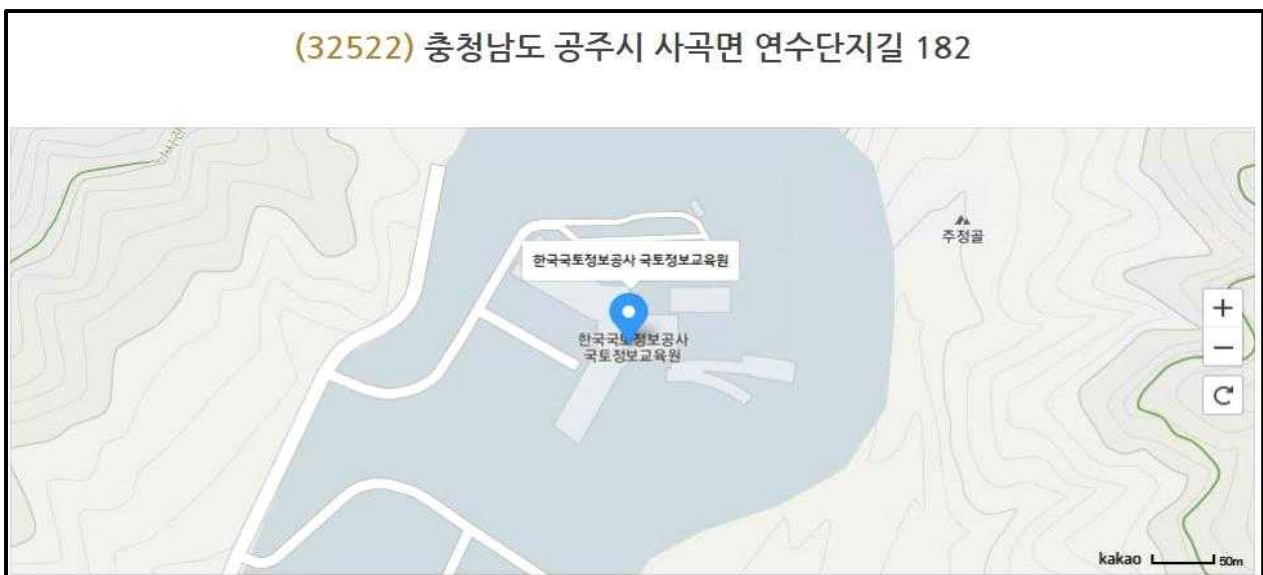 (32522) 충청남도 공주시 사곡면 연수단지길 182
주정골
한국국토정보공사 국토정보교육원
한국국토정보공사
국토정보교육원
+
−
kakao
50m